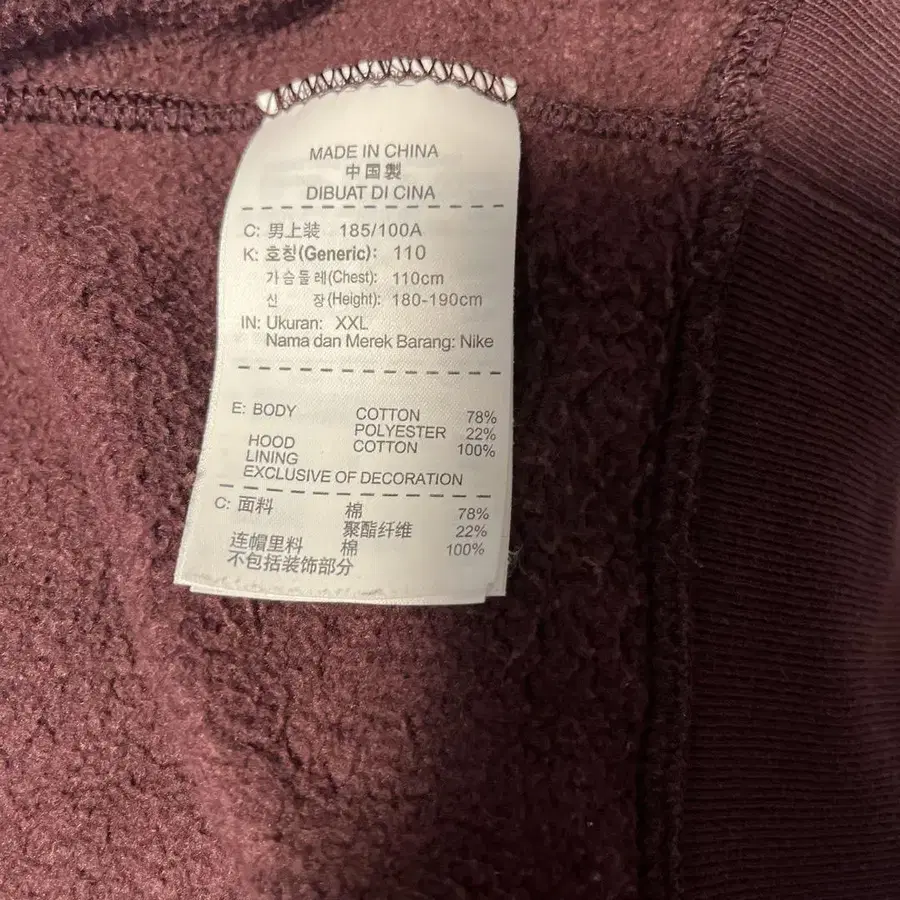 MADE IN CHINA
中国製
DIBUAT DI CINA
C: 男上装 185/100A
K: 호칭(Generic): 110
가슴둘레(Chest): 110cm
신 장(Height): 180-190cm
IN: Ukuran: XXL
Nama dan Merek Barang: Nike
E: BODY COTTON 78%
POLYESTER 22%
HOOD COTTON 100%
LINING
EXCLUSIVE OF DECORATION
C: 面料 棉 78%
聚酯纤维 22%
连帽里料 棉 100%
不包括装饰部分